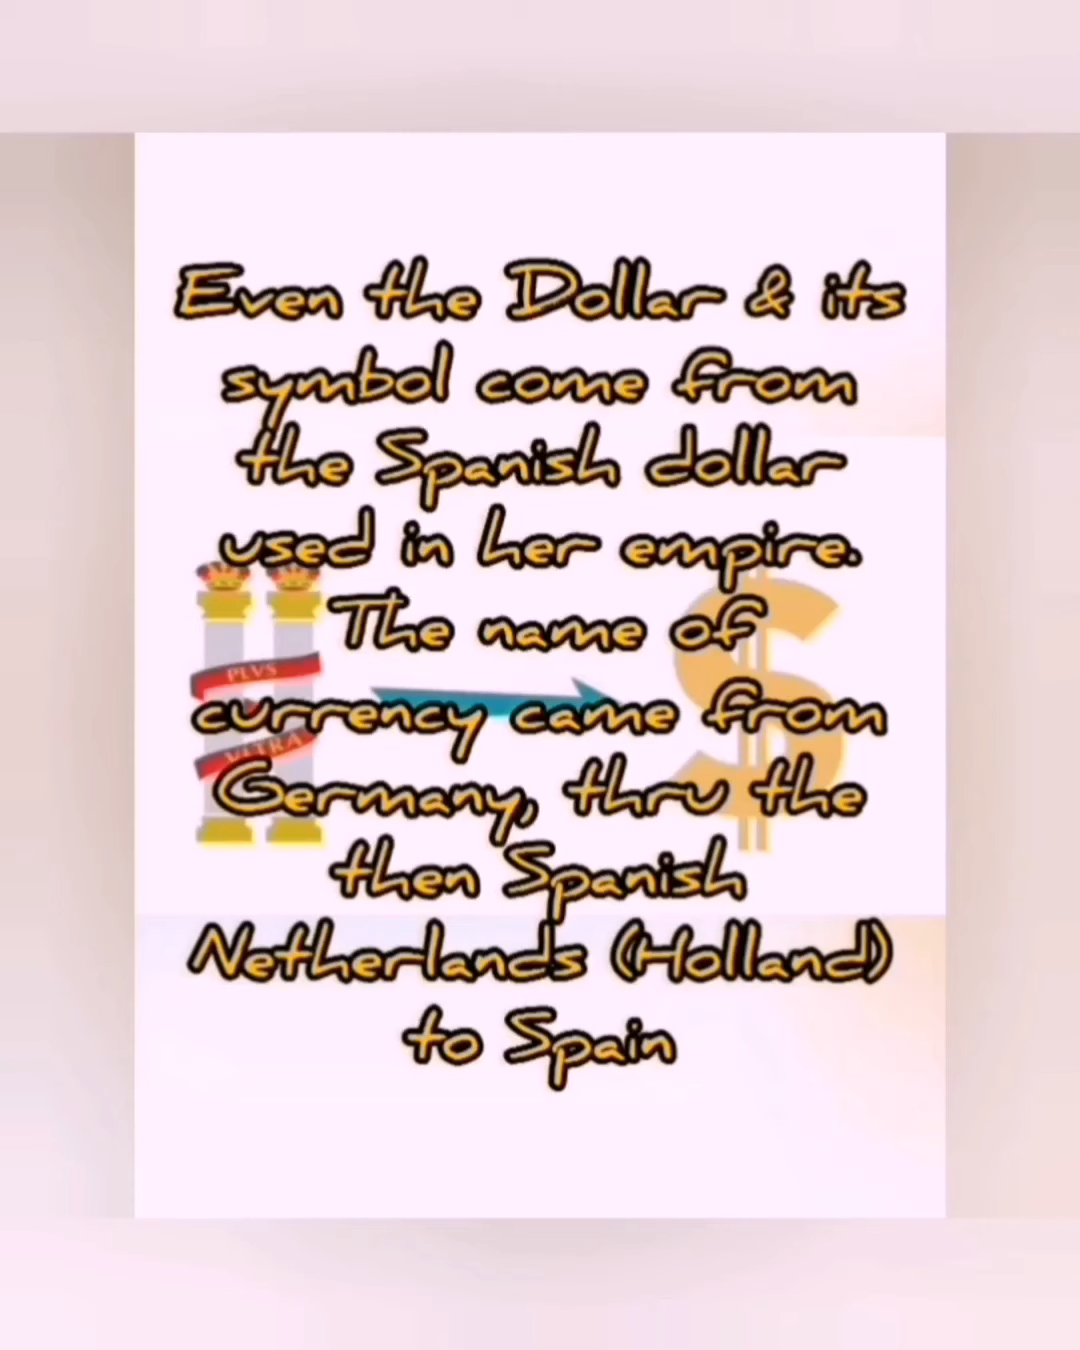 Even the Dollar & its
symbol come from
the Spanish dollar
used in her empire.
The name of
currency came from
Germany, thru the
then Spanish
Netherlands (Holland)
to Spain
PLVS
VLTRA
$